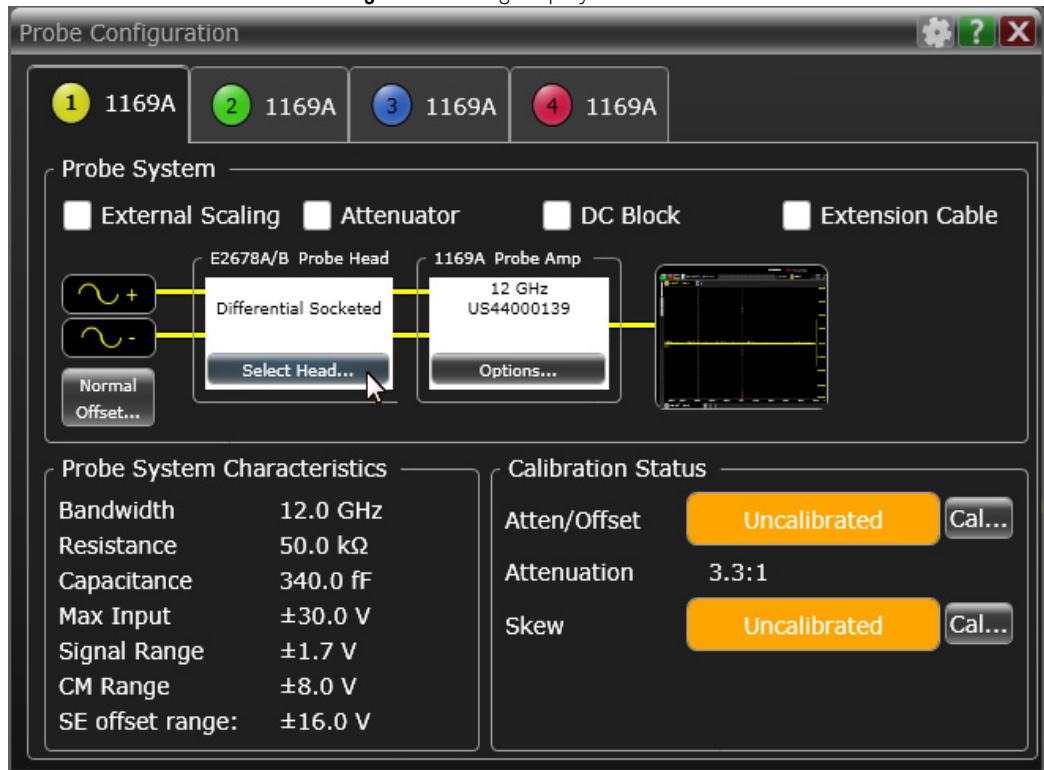 Probe Configuration ?  X
1 1169A 2 1169A 3 1169A 4 1169A
Probe System
External Scaling Attenuator DC Block Extension Cable
E2678A/B Probe Head 1169A Probe Amp
+ Differential Socketed 12 GHz
- US44000139
Normal Offset... Select Head... Options...
Probe System Characteristics Calibration Status
Bandwidth 12.0 GHz Atten/Offset Uncalibrated Cal...
Resistance 50.0 kΩ
Capacitance 340.0 fF Attenuation 3.3:1
Max Input ±30.0 V Skew Uncalibrated Cal...
Signal Range ±1.7 V
CM Range ±8.0 V
SE offset range: ±16.0 V